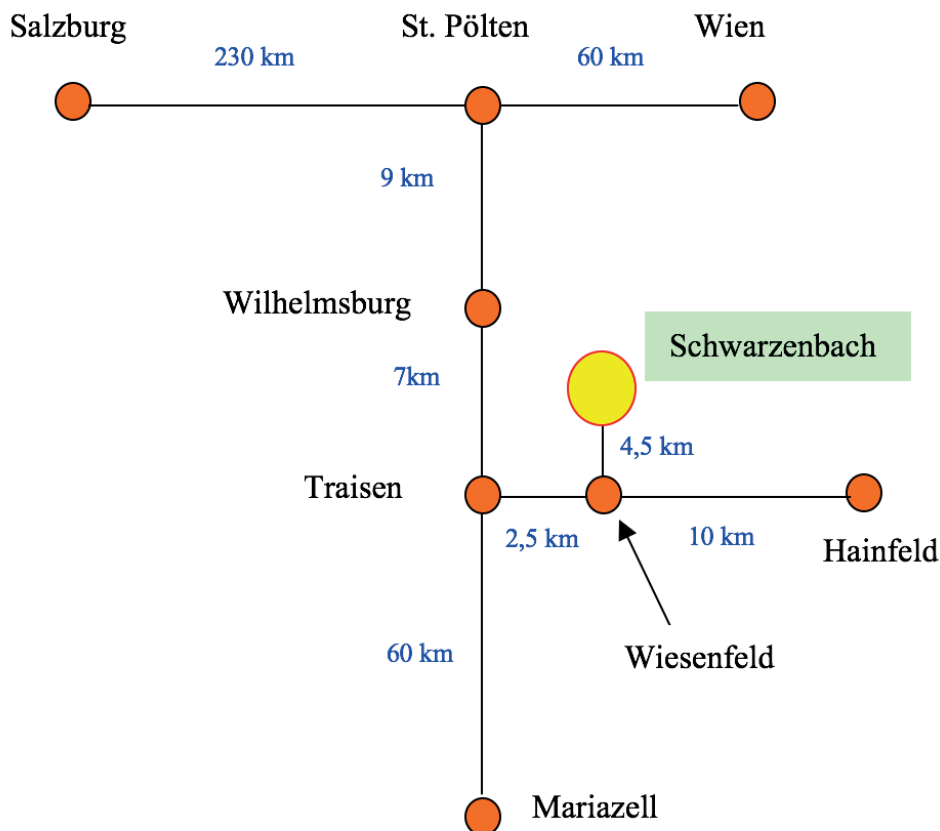 Salzburg
St. Pölten
Wien
230 km
60 km
9 km
Wilhelmsburg
Schwarzenbach
7km
4,5 km
Traisen
2,5 km
10 km
Hainfeld
60 km
Wiesenfeld
Mariazell